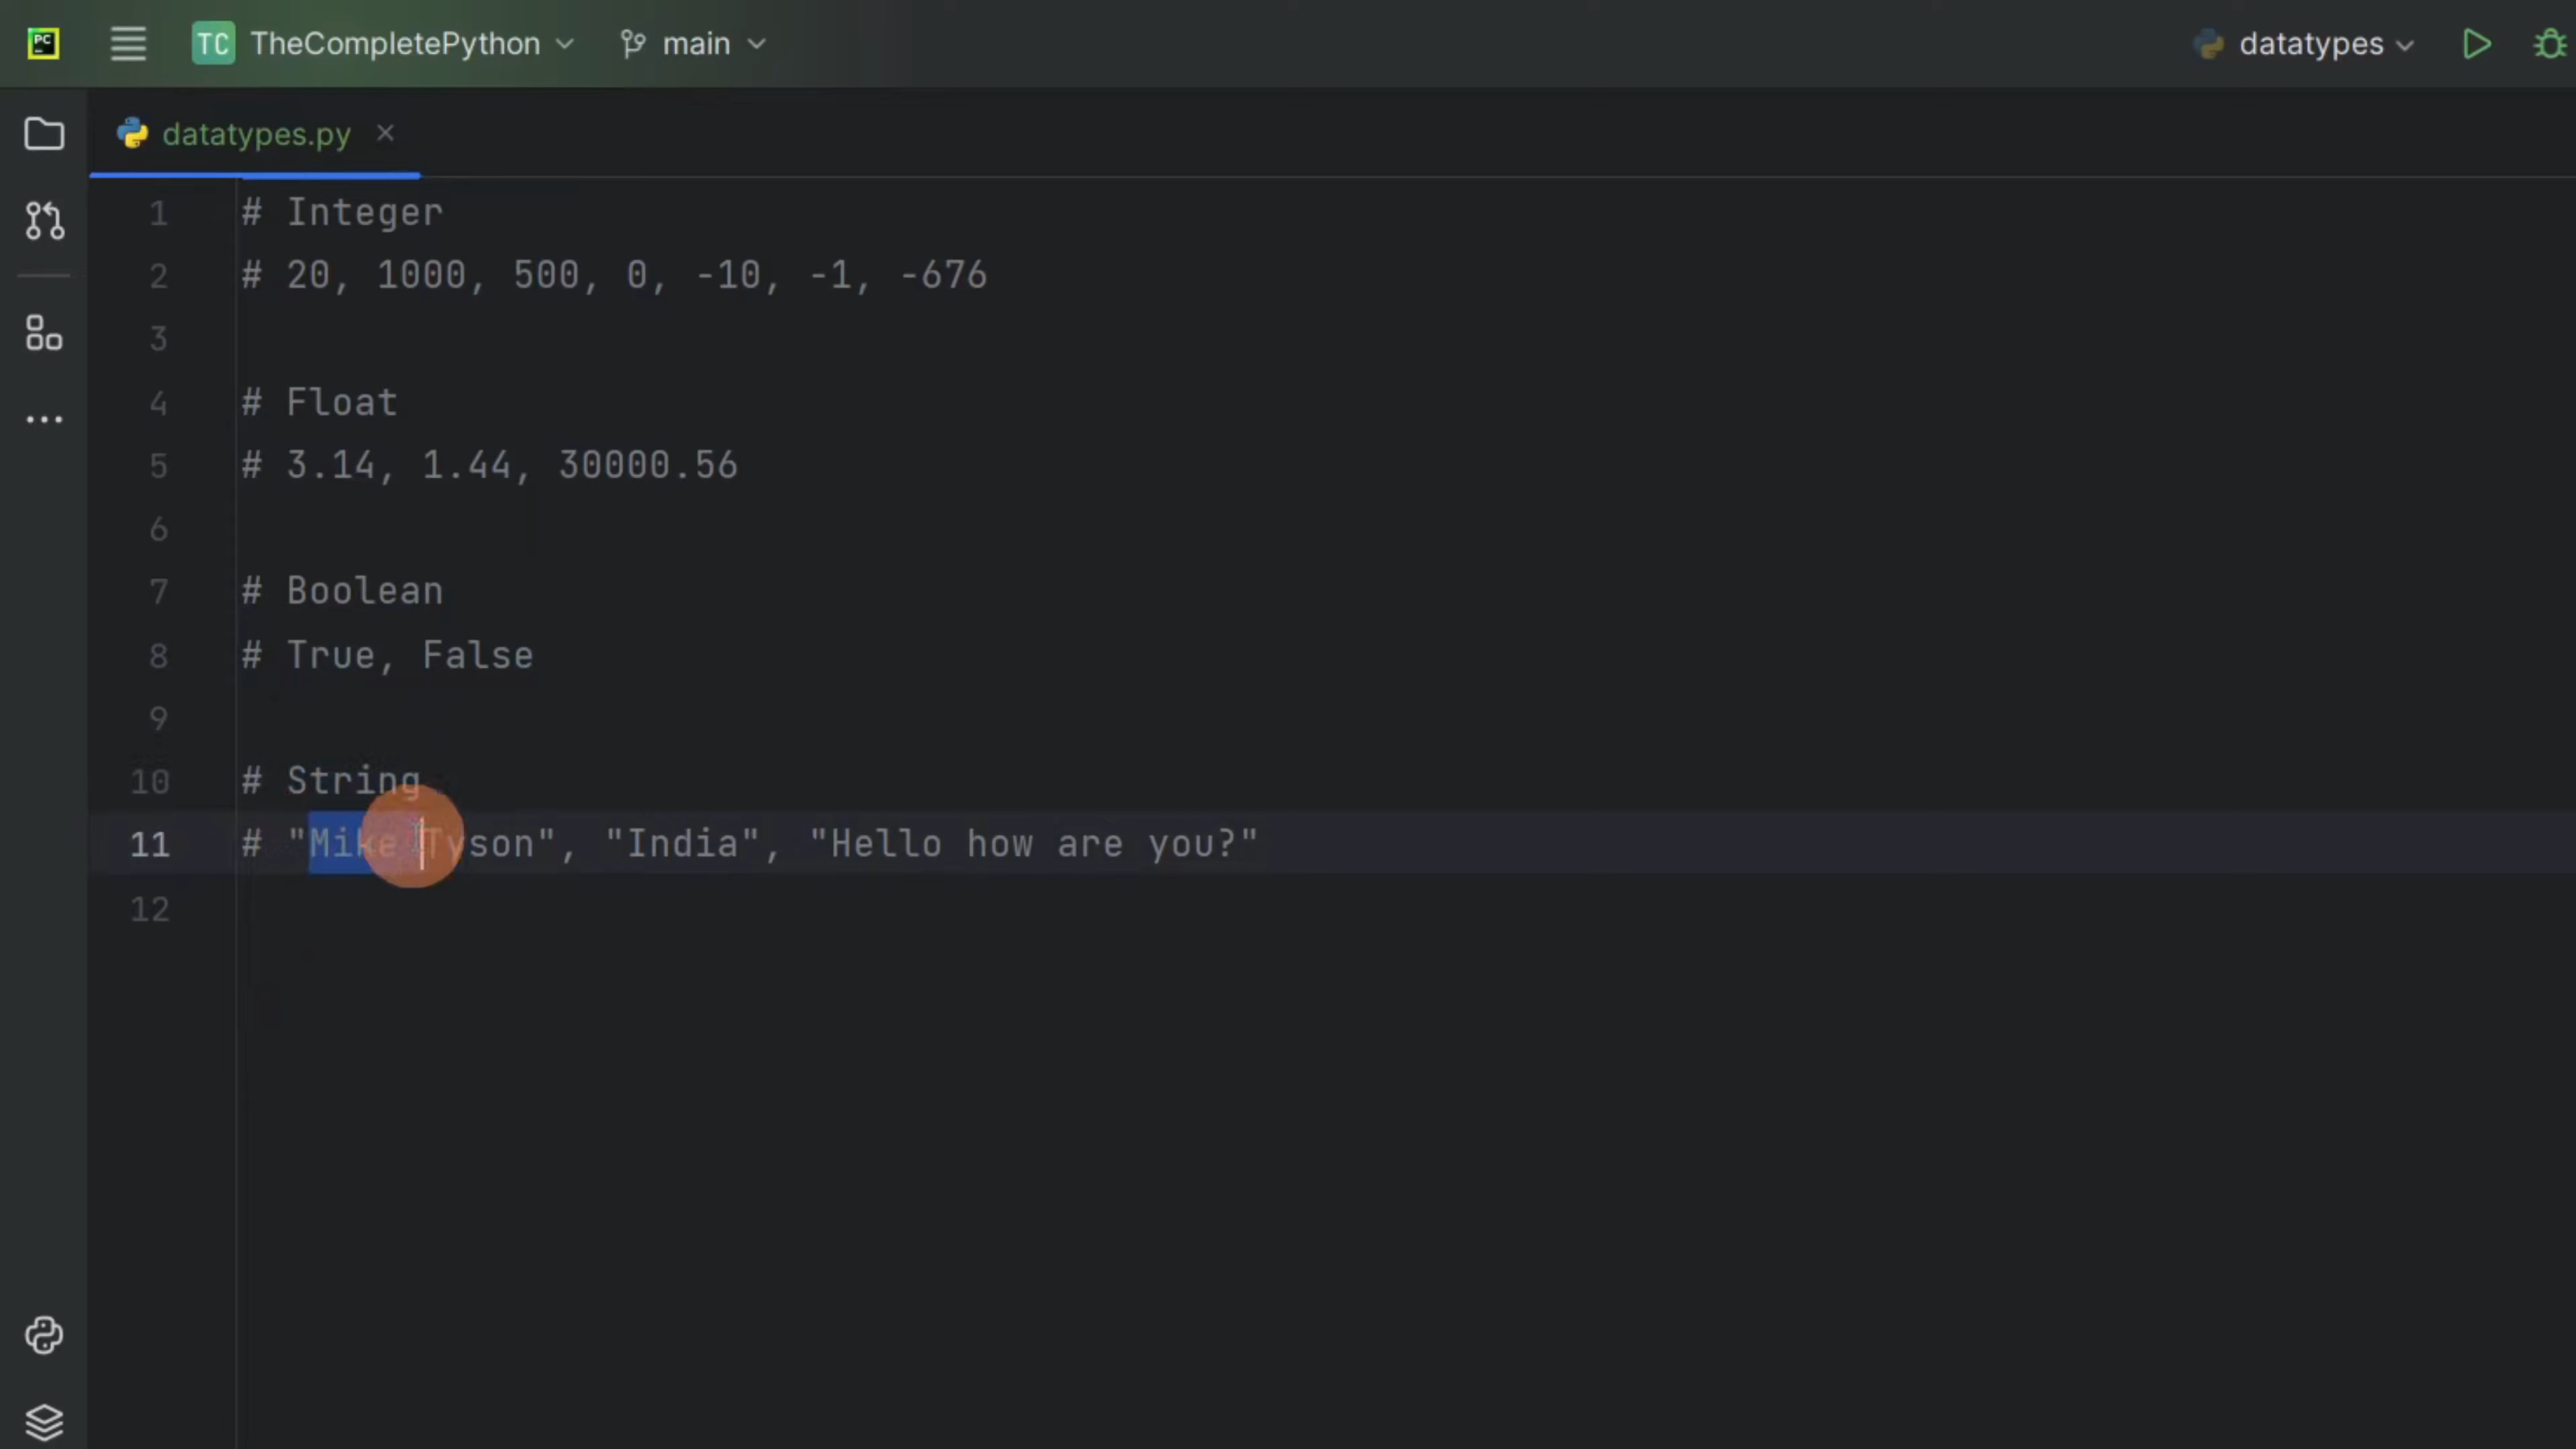 PC
TC TheCompletePython main datatypes
datatypes.py
1 # Integer
2 # 20, 1000, 500, 0, -10, -1, -676
3
4 # Float
5 # 3.14, 1.44, 30000.56
6
7 # Boolean
8 # True, False
9
10 # String
11 # "Mike Tyson", "India", "Hello how are you?"
12